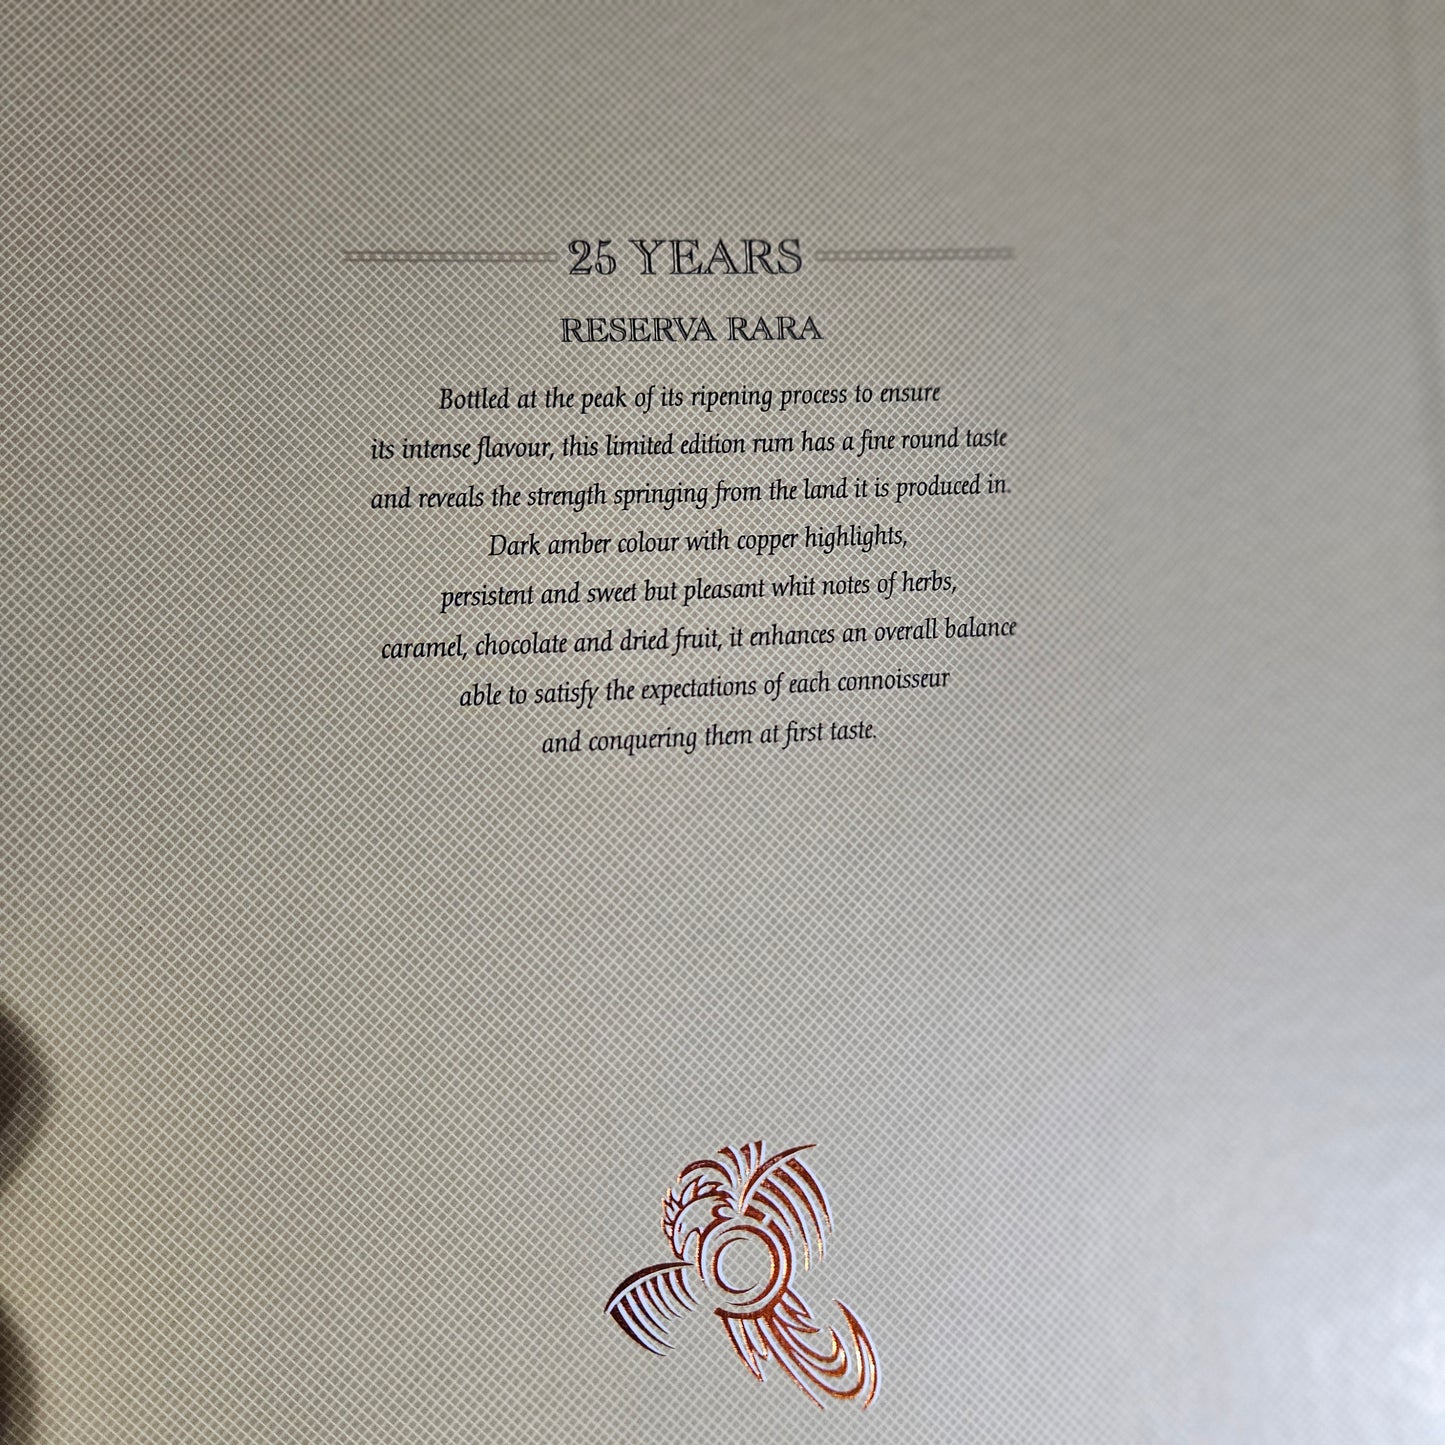 25 YEARS
RESERVA RARA
Bottled at the peak of its ripening process to ensure
its intense flavour, this limited edition rum has a fine round taste
and reveals the strength springing from the land it is produced in.
Dark amber colour with copper highlights,
persistent and sweet but pleasant whit notes of herbs,
caramel, chocolate and dried fruit, it enhances an overall balance
able to satisfy the expectations of each connoisseur
and conquering them at first taste.